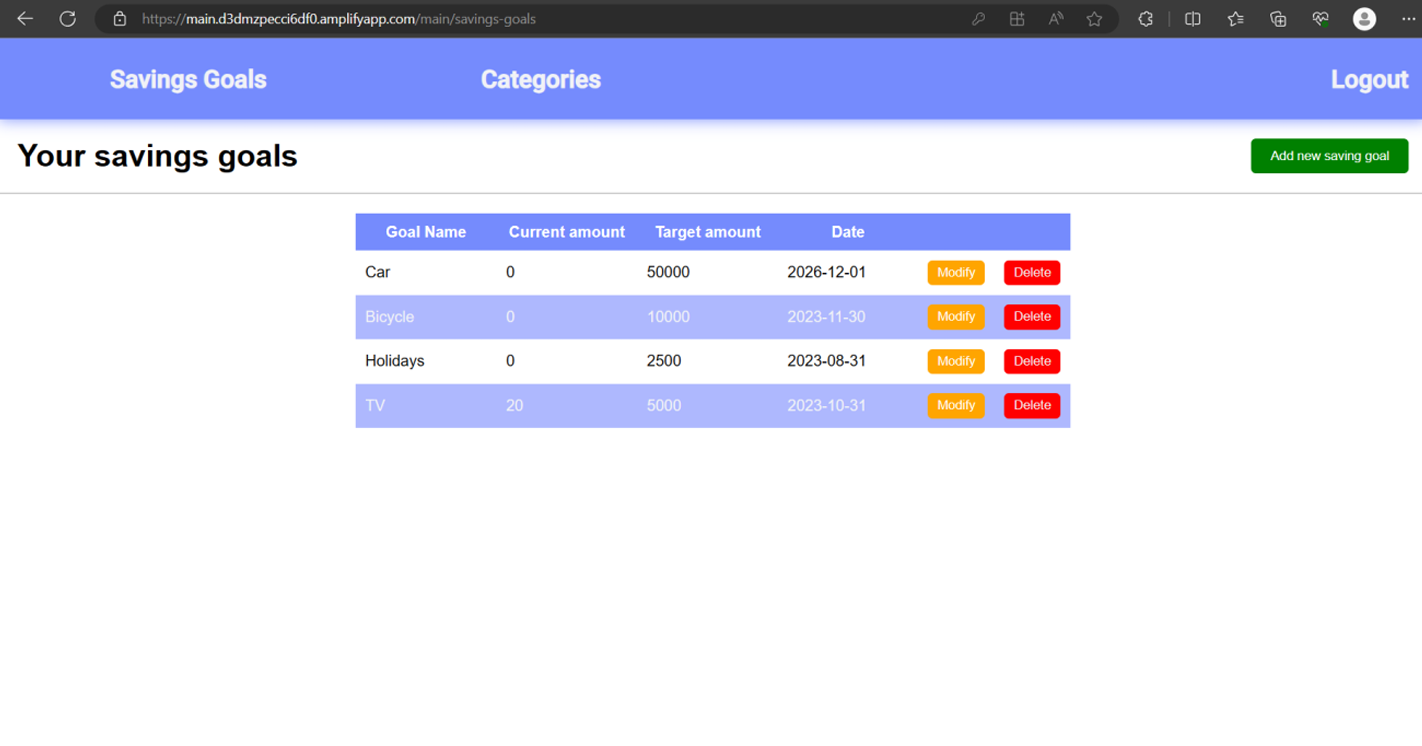 https://main.d3dmzpecci6df0.amplifyapp.com/main/savings-goals
Savings Goals Categories Logout
Your savings goals Add new saving goal
Goal Name Current amount Target amount Date
Car 0 50000 2026-12-01 Modify Delete
Bicycle 0 10000 2023-11-30 Modify Delete
Holidays 0 2500 2023-08-31 Modify Delete
TV 20 5000 2023-10-31 Modify Delete